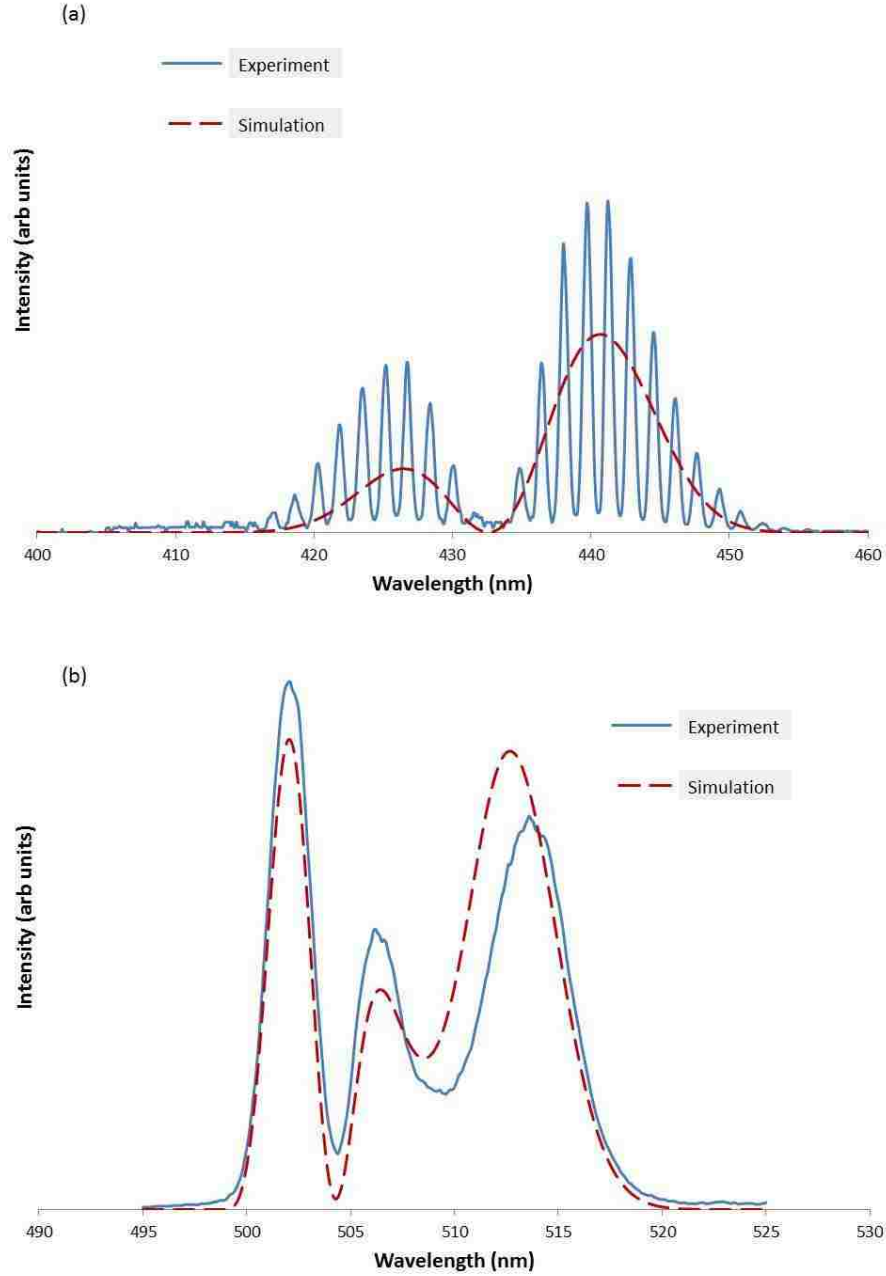 (a)
Experiment
Simulation
Intensity (arb units)
400 410 420 430 440 450 460
Wavelength (nm)
(b)
Experiment
Simulation
Intensity (arb units)
490 495 500 505 510 515 520 525 530
Wavelength (nm)